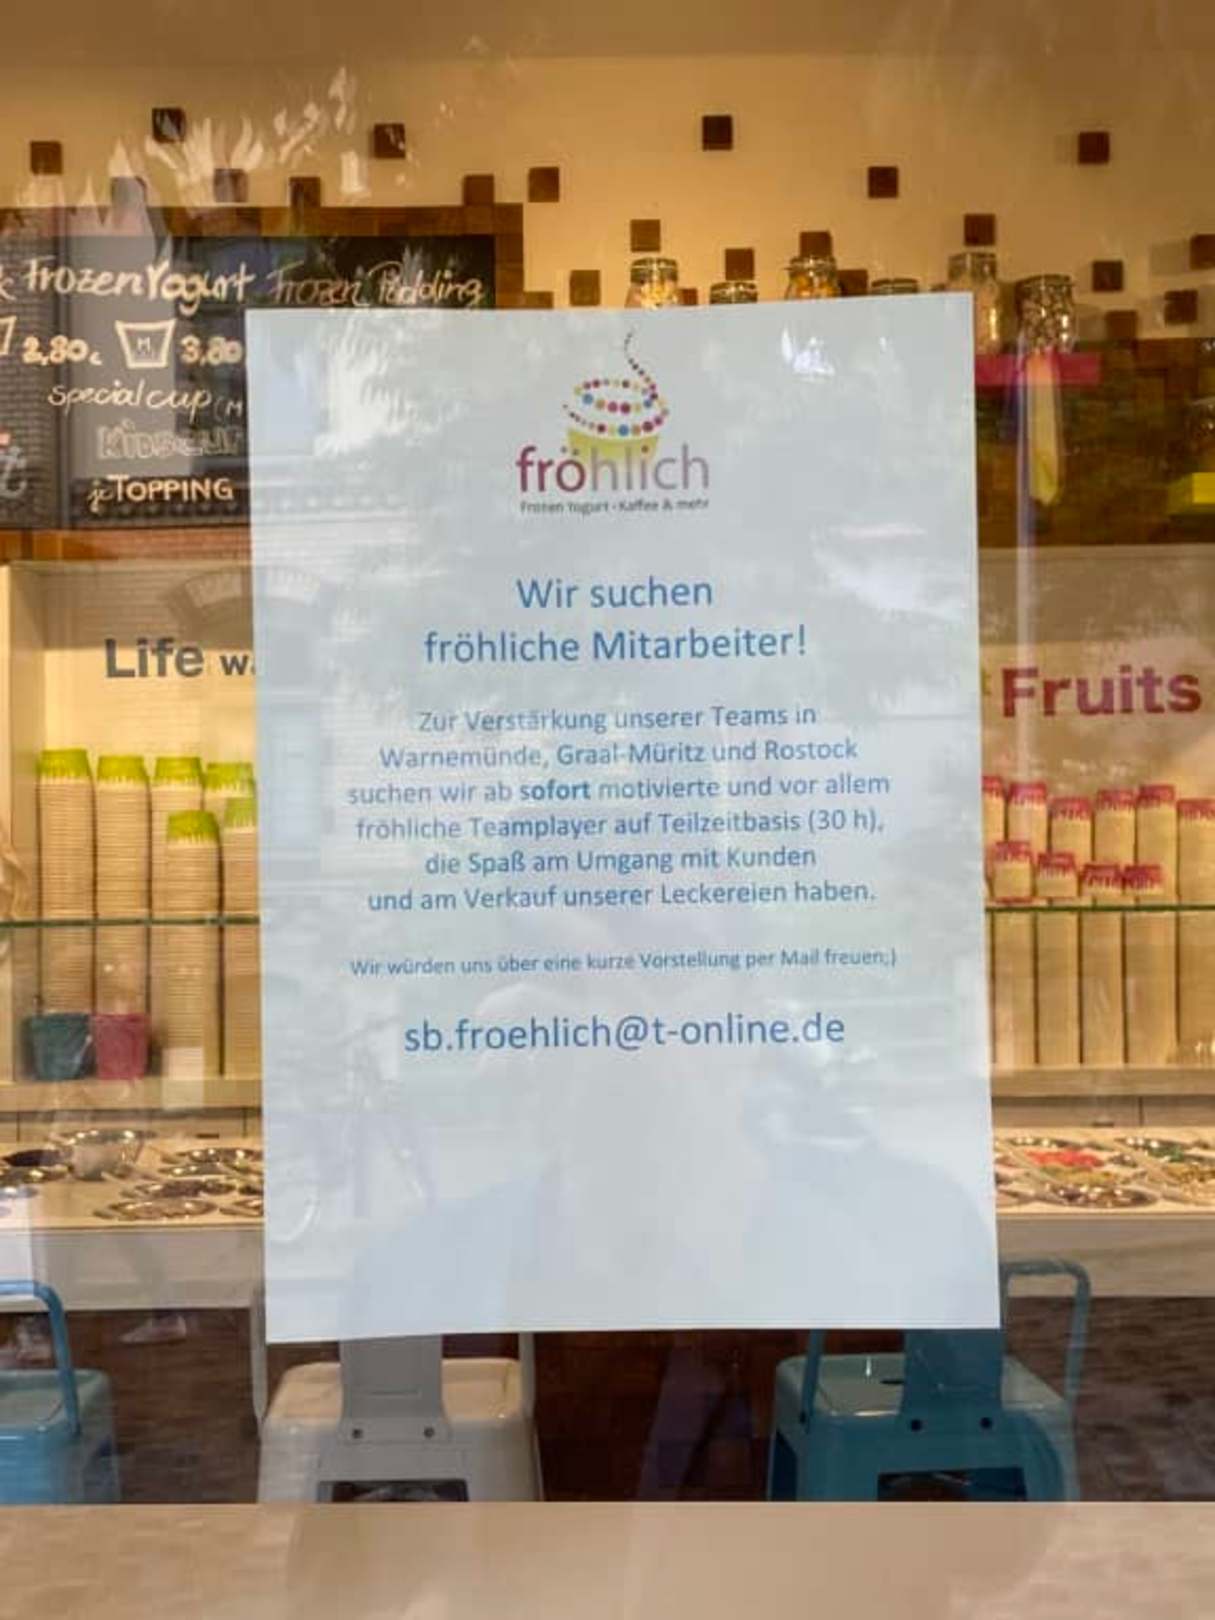 Frozen Yogurt Frozen Pudding
2,80€ M 3,80
special cup (M
KIDSCUP
je TOPPING
fröhlich
Frozen Yogurt · Kaffee & mehr
Wir suchen
fröhliche Mitarbeiter!
Life
Fruits
Zur Verstärkung unserer Teams in
Warnemünde, Graal-Müritz und Rostock
suchen wir ab sofort motivierte und vor allem
fröhliche Teamplayer auf Teilzeitbasis (30 h),
die Spaß am Umgang mit Kunden
und am Verkauf unserer Leckereien haben.
Wir würden uns über eine kurze Vorstellung per Mail freuen;)
sb.froehlich@t-online.de